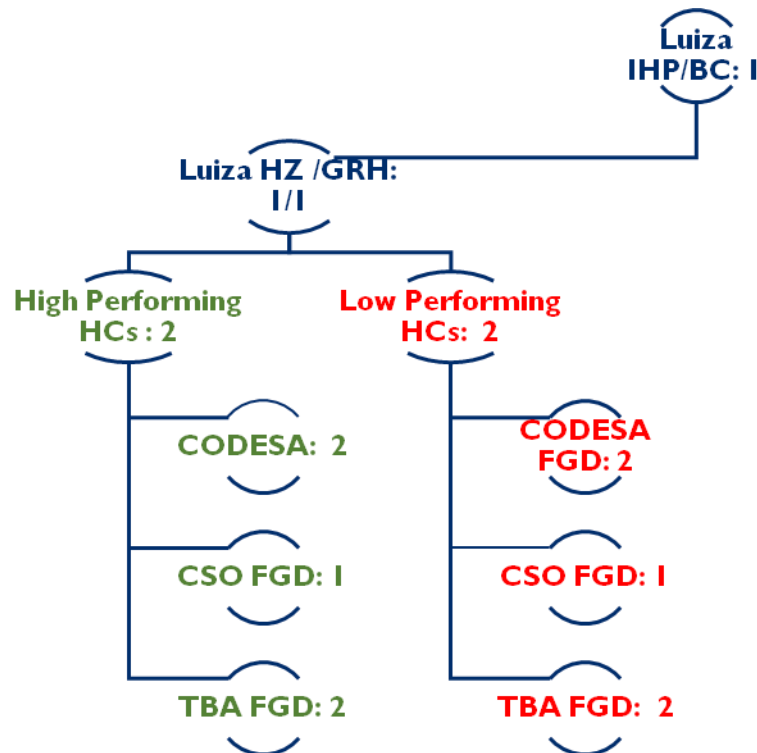 Luiza
IHP/BC: 1
Luiza HZ /GRH:
1/1
High Performing
HCs : 2
Low Performing
HCs: 2
CODESA: 2
CODESA
FGD: 2
CSO FGD: 1
CSO FGD: 1
TBA FGD: 2
TBA FGD: 2